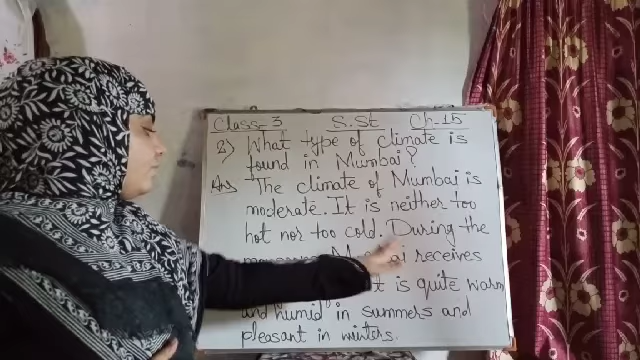 Class-3 S.St Ch-15
2) What type of climate is
found in Mumbai?
Ans The climate of Mumbai is
moderate. It is neither too
hot nor too cold. During the
receives
is quite warm
and humid in summers and
pleasant in winters.